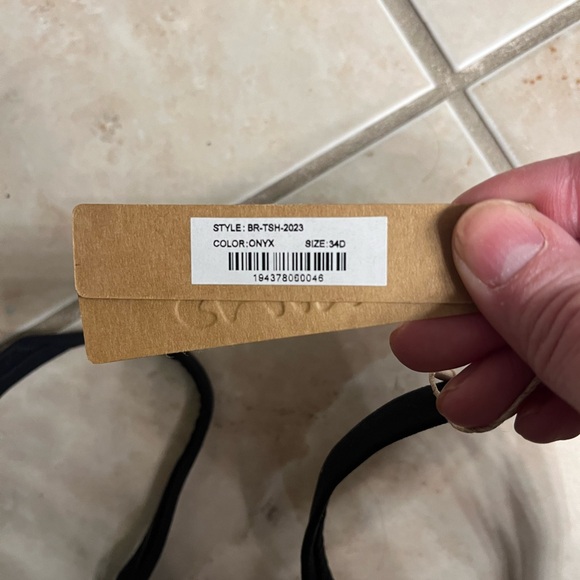 STYLE: BR-TSH-2023
COLOR:ONYX SIZE:34D
194378060046